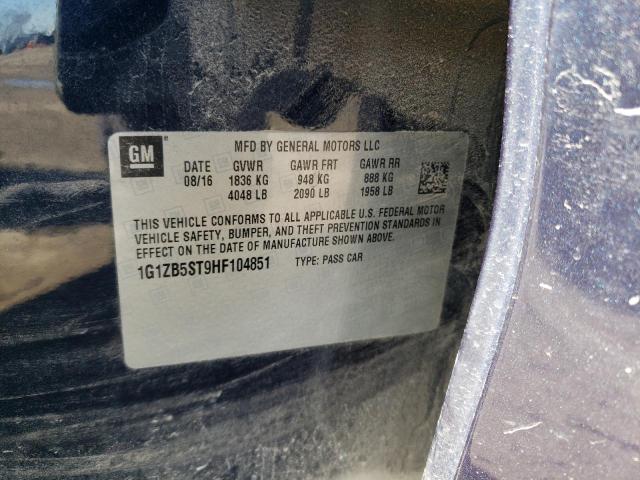 GM
MFD BY GENERAL MOTORS LLC
DATE GVWR GAWR FRT GAWR RR
08/16 1836 KG 948 KG 888 KG
4048 LB 2090 LB 1958 LB
THIS VEHICLE CONFORMS TO ALL APPLICABLE U.S. FEDERAL MOTOR
VEHICLE SAFETY, BUMPER, AND THEFT PREVENTION STANDARDS IN
EFFECT ON THE DATE OF MANUFACTURE SHOWN ABOVE.
1G1ZB5ST9HF104851 TYPE: PASS CAR